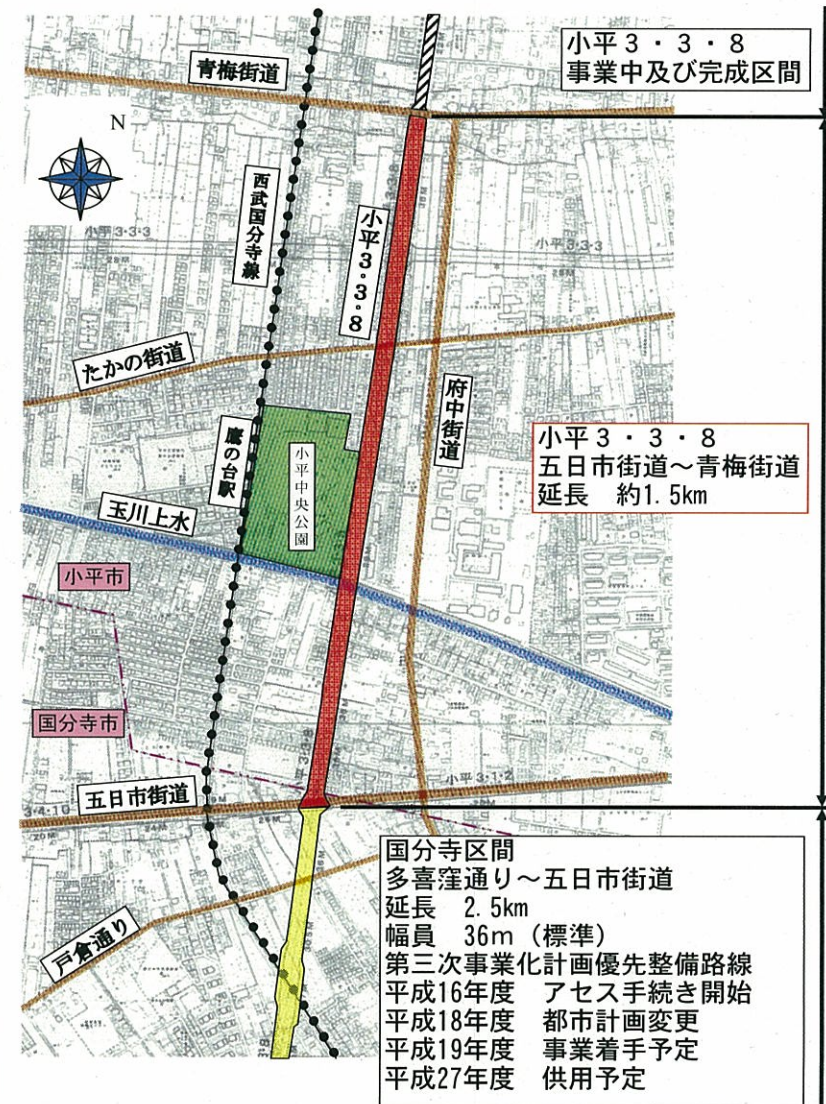 小平3・3・8
事業中及び完成区間
青梅街道
N
西武国分寺線
小平3・3・8
小平3・3・3
小平3・3・3
たかの街道
府中街道
小平3・3・8
五日市街道～青梅街道
延長　約1.5km
鷹の台駅
小平中央公園
玉川上水
小平市
国分寺市
五日市街道
小平3・1・2
3・4・10
戸倉通り
国分寺区間
多喜窪通り～五日市街道
延長　2.5km
幅員　36m（標準）
第三次事業化計画優先整備路線
平成16年度　アセス手続き開始
平成18年度　都市計画変更
平成19年度　事業着手予定
平成27年度　供用予定